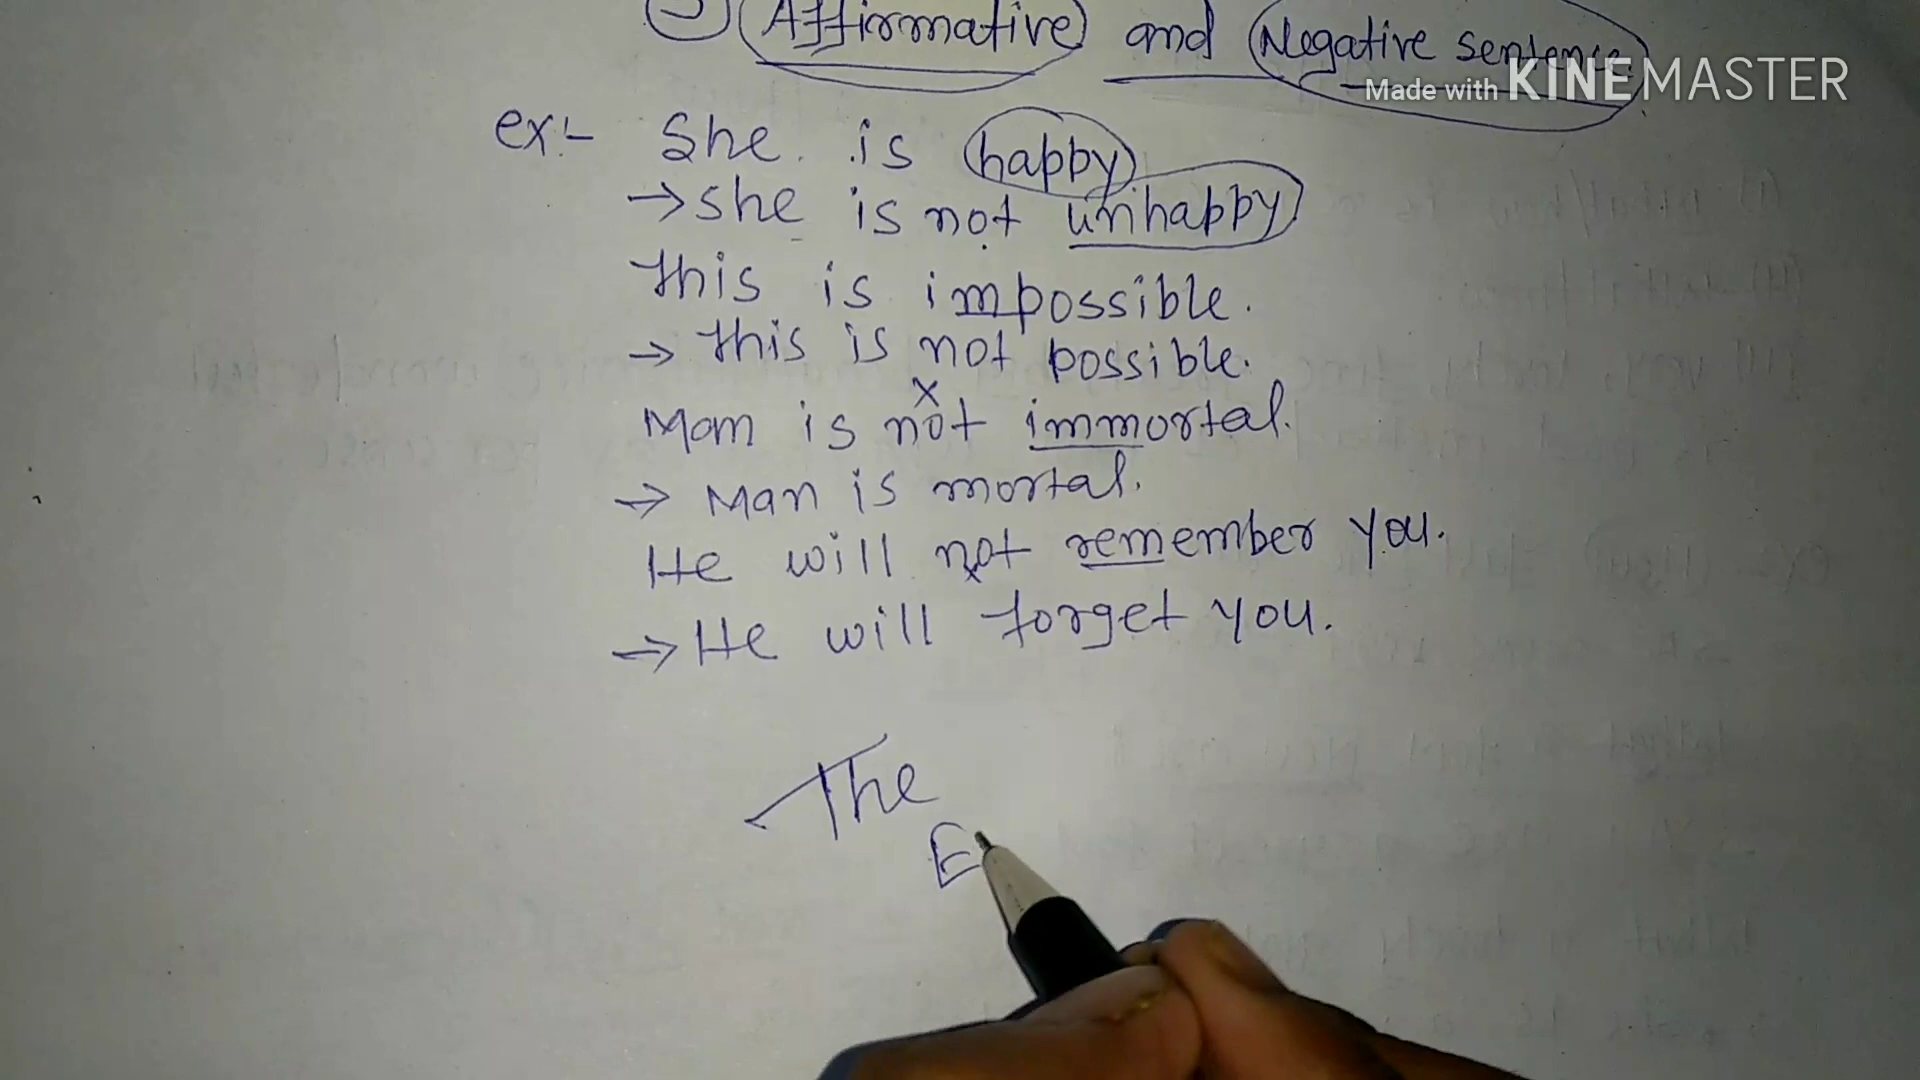 Affirmative and Negative sentence
Made with KINEMASTER
ex:- She is happy
→ she is not unhappy
This is impossible.
→ This is not possible.
x
Man is not immortal.
→ Man is mortal.
He will not remember you.
→ He will forget you.
The
E